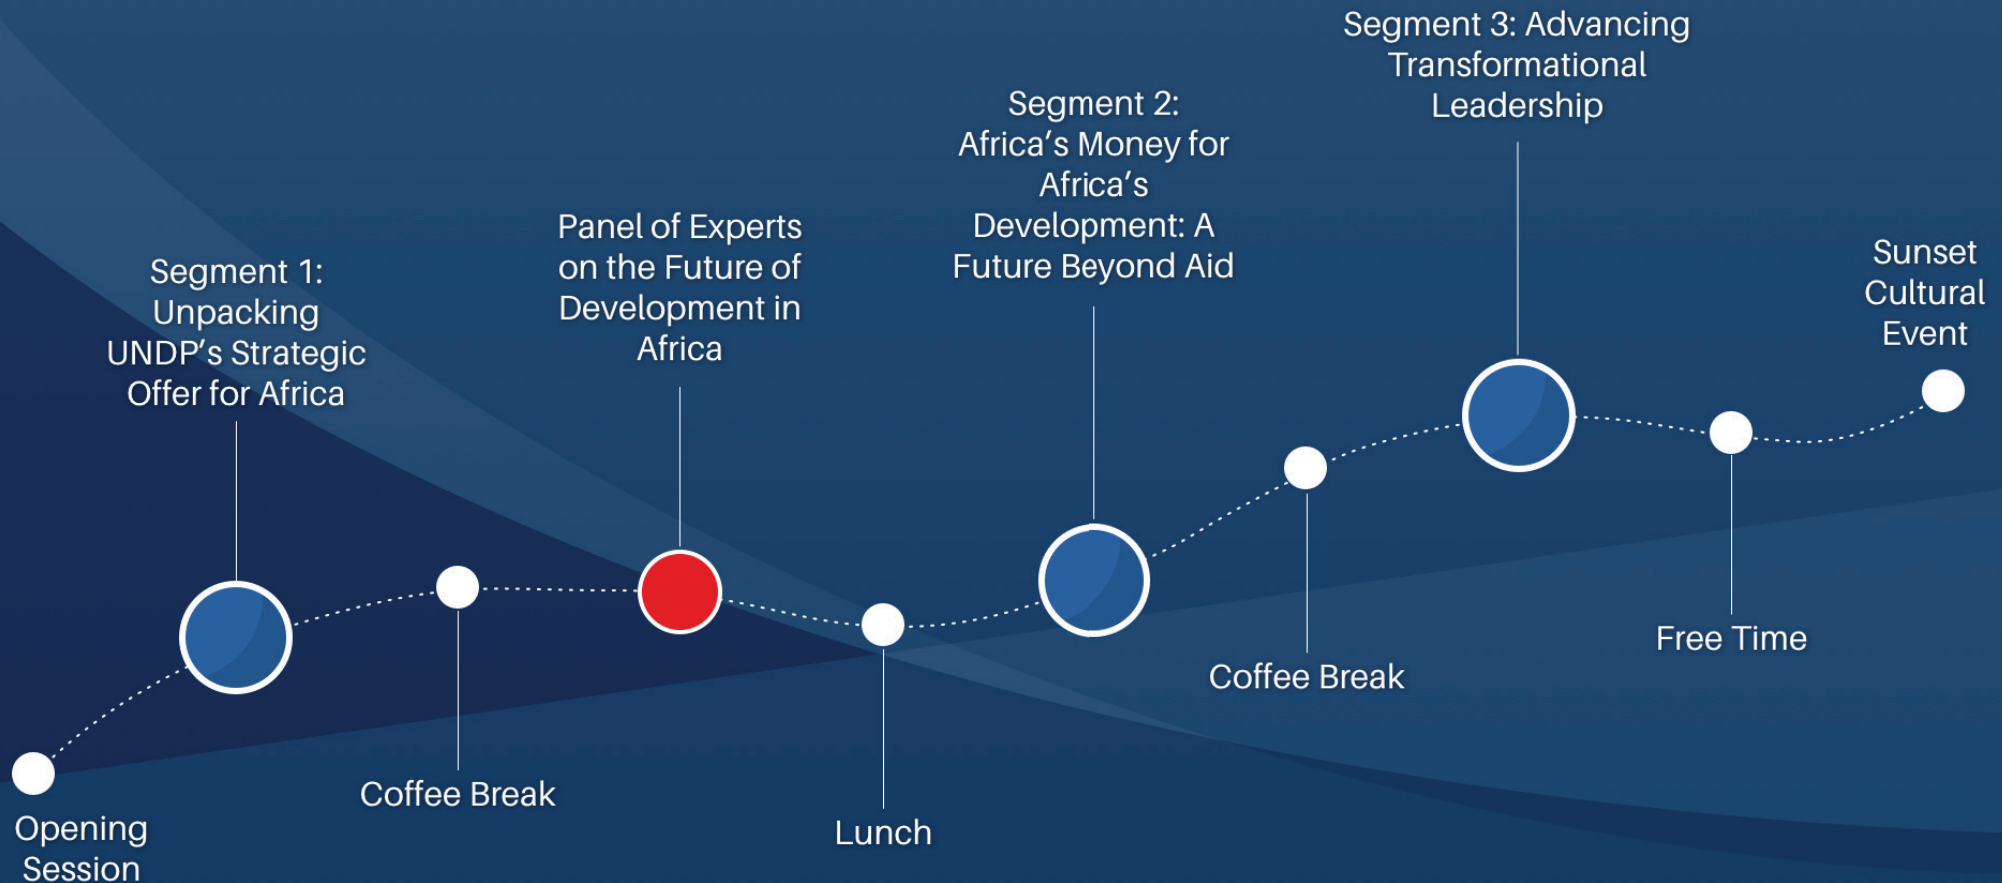 Opening
Session
Segment 1:
Unpacking
UNDP’s Strategic
Offer for Africa
Coffee Break
Panel of Experts
on the Future of
Development in
Africa
Lunch
Segment 2:
Africa’s Money for
Africa’s
Development: A
Future Beyond Aid
Coffee Break
Segment 3: Advancing
Transformational
Leadership
Free Time
Sunset
Cultural
Event